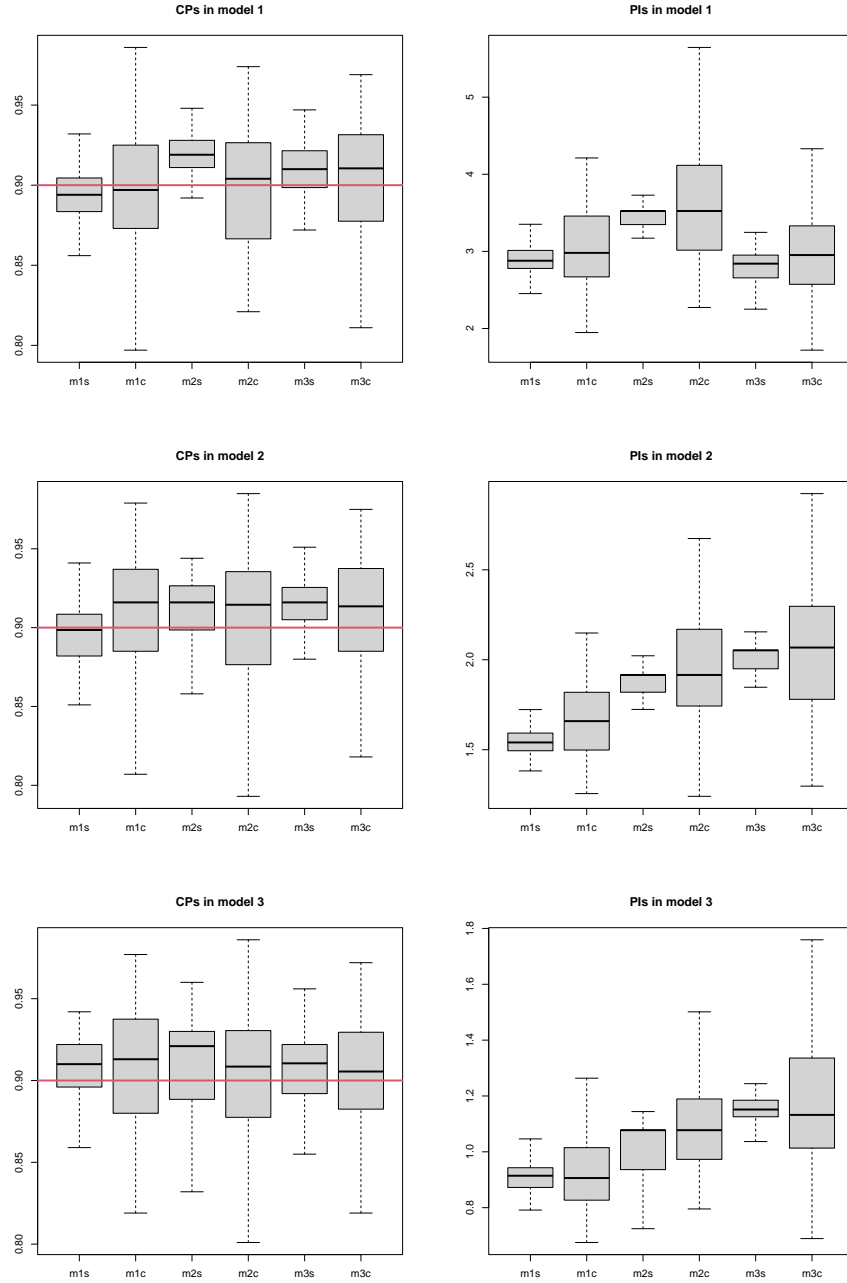 CPs in model 1
0.95
0.90
0.85
0.80
m1s m1c m2s m2c m3s m3c
PIs in model 1
5
4
3
2
m1s m1c m2s m2c m3s m3c
CPs in model 2
0.95
0.90
0.85
0.80
m1s m1c m2s m2c m3s m3c
PIs in model 2
2.5
2.0
1.5
m1s m1c m2s m2c m3s m3c
CPs in model 3
0.95
0.90
0.85
0.80
m1s m1c m2s m2c m3s m3c
PIs in model 3
1.8
1.6
1.4
1.2
1.0
0.8
m1s m1c m2s m2c m3s m3c